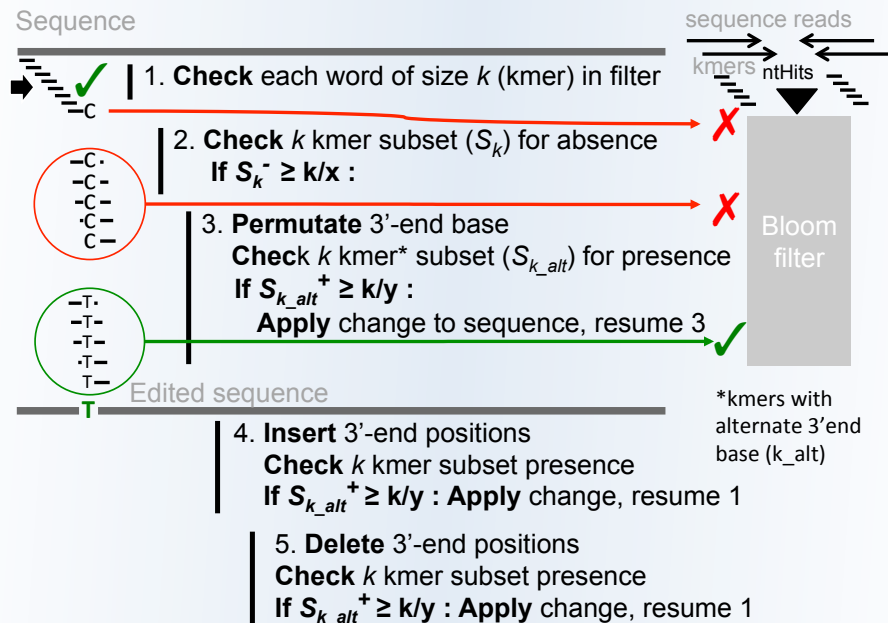 Sequence
sequence reads
kmers
ntHits
1. Check each word of size k (kmer) in filter
C
2. Check k kmer subset (Sk) for absence
If Sk- ≥ k/x :
C
C
C
C
C
3. Permutate 3’-end base
Check k kmer* subset (Sk_alt) for presence
If Sk_alt+ ≥ k/y :
Apply change to sequence, resume 3
Bloom
filter
T
T
T
T
T
Edited sequence
T
*kmers with
alternate 3’end
base (k_alt)
4. Insert 3’-end positions
Check k kmer subset presence
If Sk_alt+ ≥ k/y : Apply change, resume 1
5. Delete 3’-end positions
Check k kmer subset presence
If Sk_alt+ ≥ k/y : Apply change, resume 1